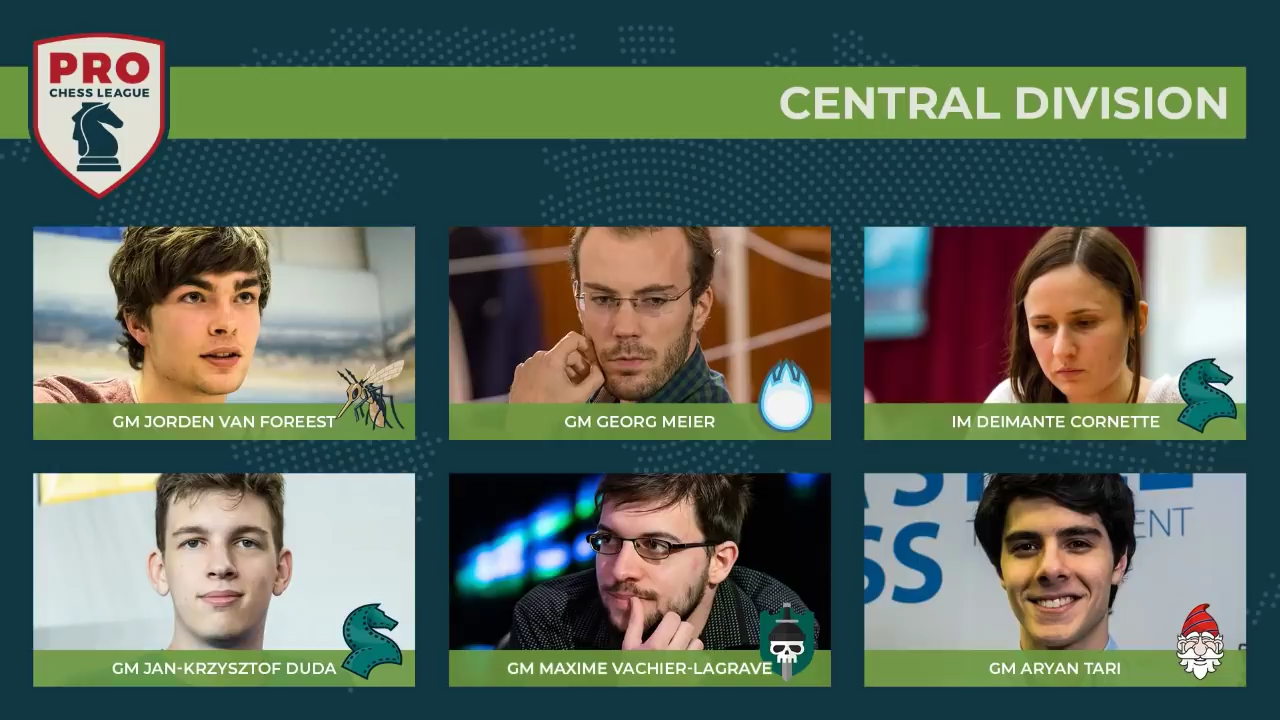 PRO
CHESS LEAGUE
CENTRAL DIVISION
GM JORDEN VAN FOREEST
GM GEORG MEIER
IM DEIMANTE CORNETTE
GM JAN-KRZYSZTOF DUDA
GM MAXIME VACHIER-LAGRAVE
GM ARYAN TARI